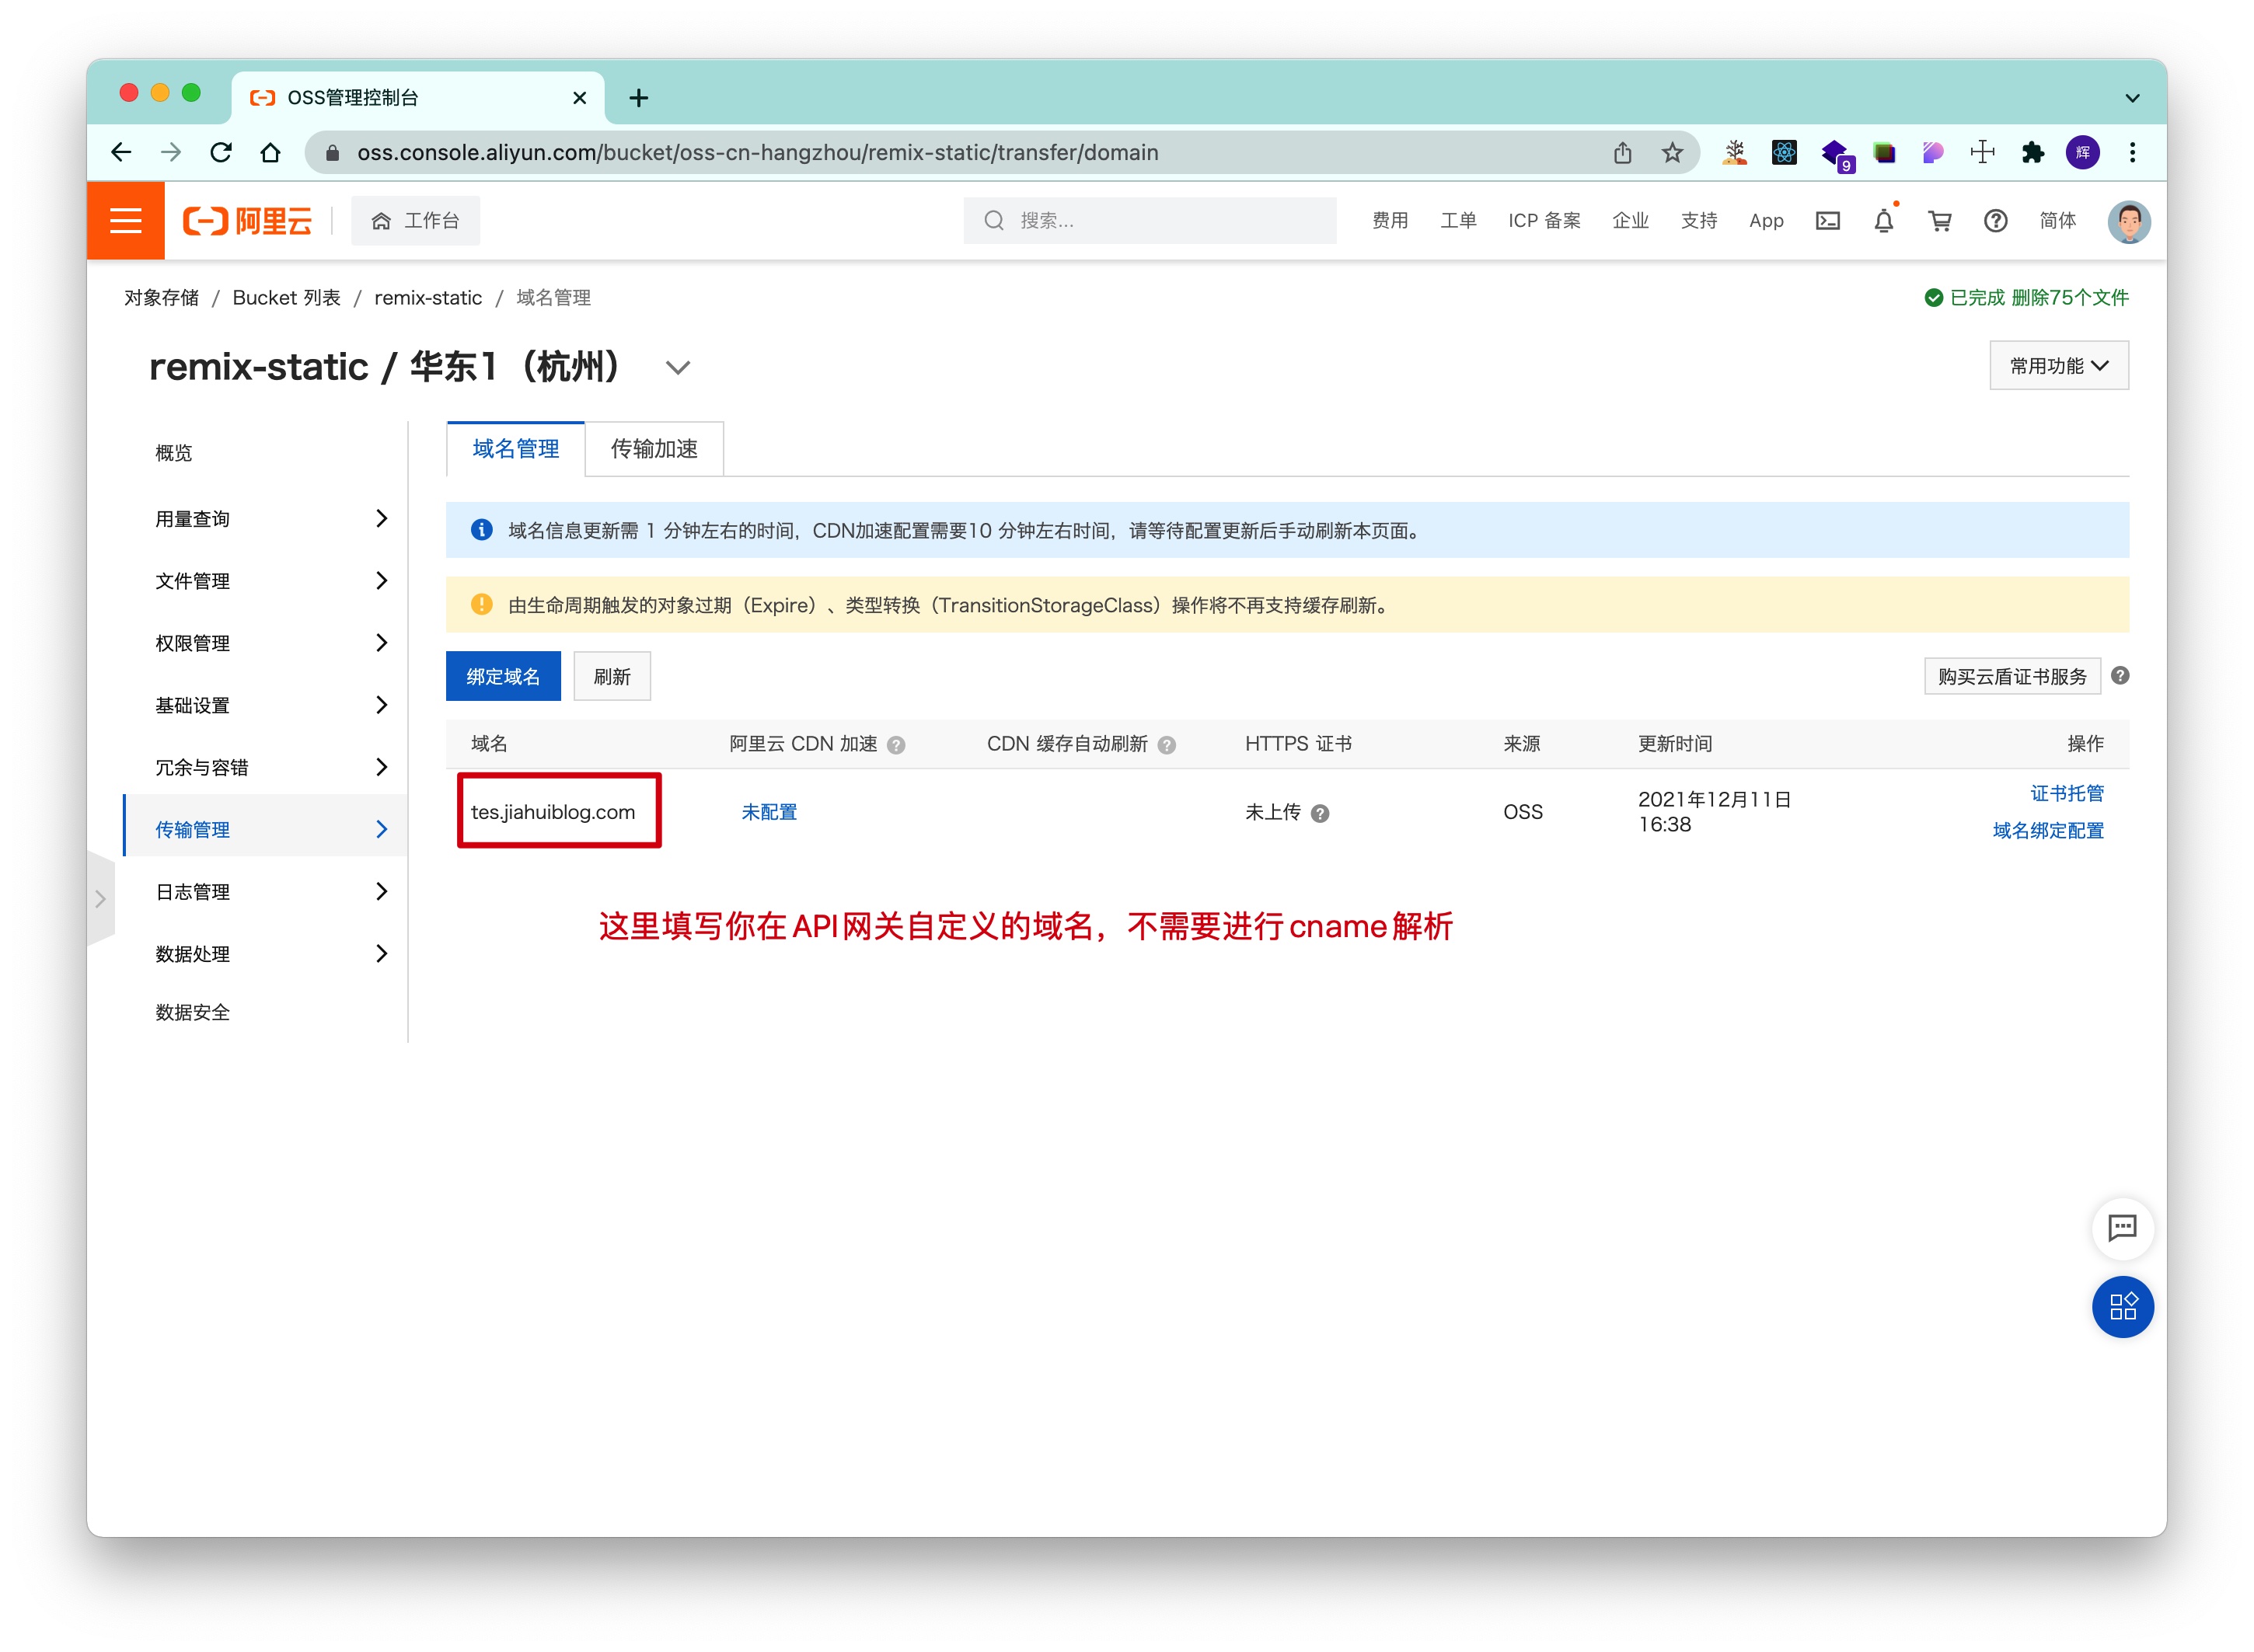 OSS管理控制台
oss.console.aliyun.com/bucket/oss-cn-hangzhou/remix-static/transfer/domain
9
辉
阿里云
工作台
搜索...
费用 工单 ICP 备案 企业 支持 App 简体
对象存储 / Bucket 列表 / remix-static / 域名管理
已完成 删除75个文件
remix-static / 华东1（杭州）
常用功能
概览
用量查询
文件管理
权限管理
基础设置
冗余与容错
传输管理
日志管理
数据处理
数据安全
域名管理 传输加速
域名信息更新需 1 分钟左右的时间，CDN加速配置需要10 分钟左右时间，请等待配置更新后手动刷新本页面。
由生命周期触发的对象过期（Expire）、类型转换（TransitionStorageClass）操作将不再支持缓存刷新。
绑定域名 刷新 购买云盾证书服务
域名 阿里云 CDN 加速 CDN 缓存自动刷新 HTTPS 证书 来源 更新时间 操作
tes.jiahuiblog.com 未配置 未上传 OSS 2021年12月11日
16:38
证书托管
域名绑定配置
这里填写你在API网关自定义的域名，不需要进行cname解析